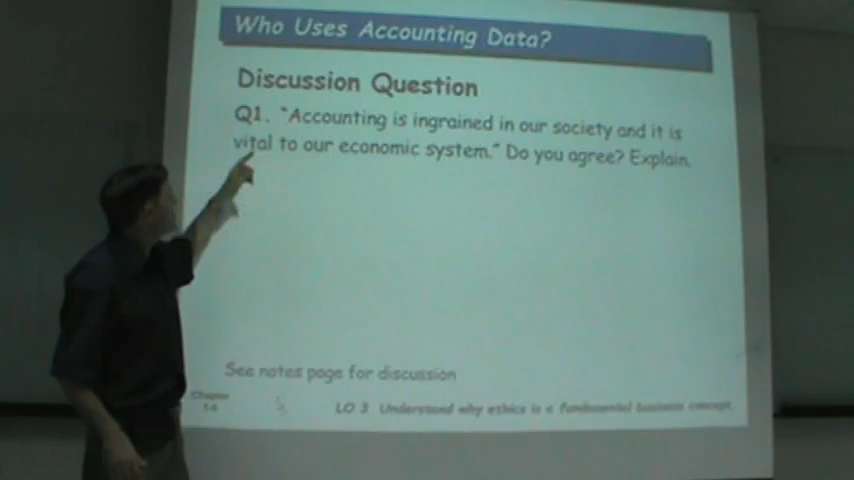 Who Uses Accounting Data?
Discussion Question
Q1. "Accounting is ingrained in our society and it is
vital to our economic system." Do you agree? Explain.
See notes page for discussion
Chapter
1-6
LO 3 Understand why ethics is a fundamental business concept.